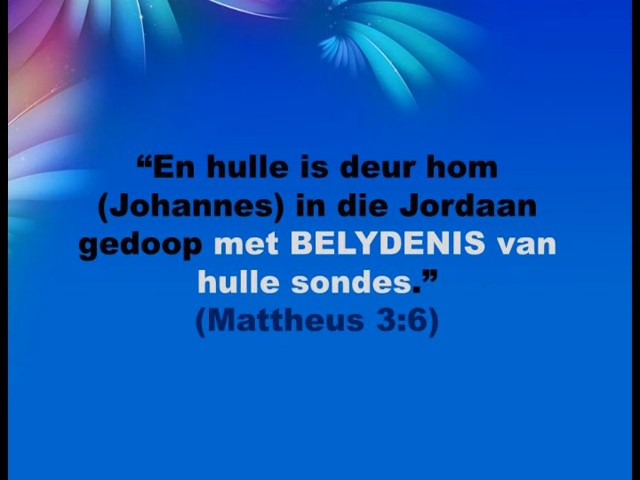 “En hulle is deur hom
(Johannes) in die Jordaan
gedoop met BELYDENIS van
hulle sondes.”
(Mattheus 3:6)